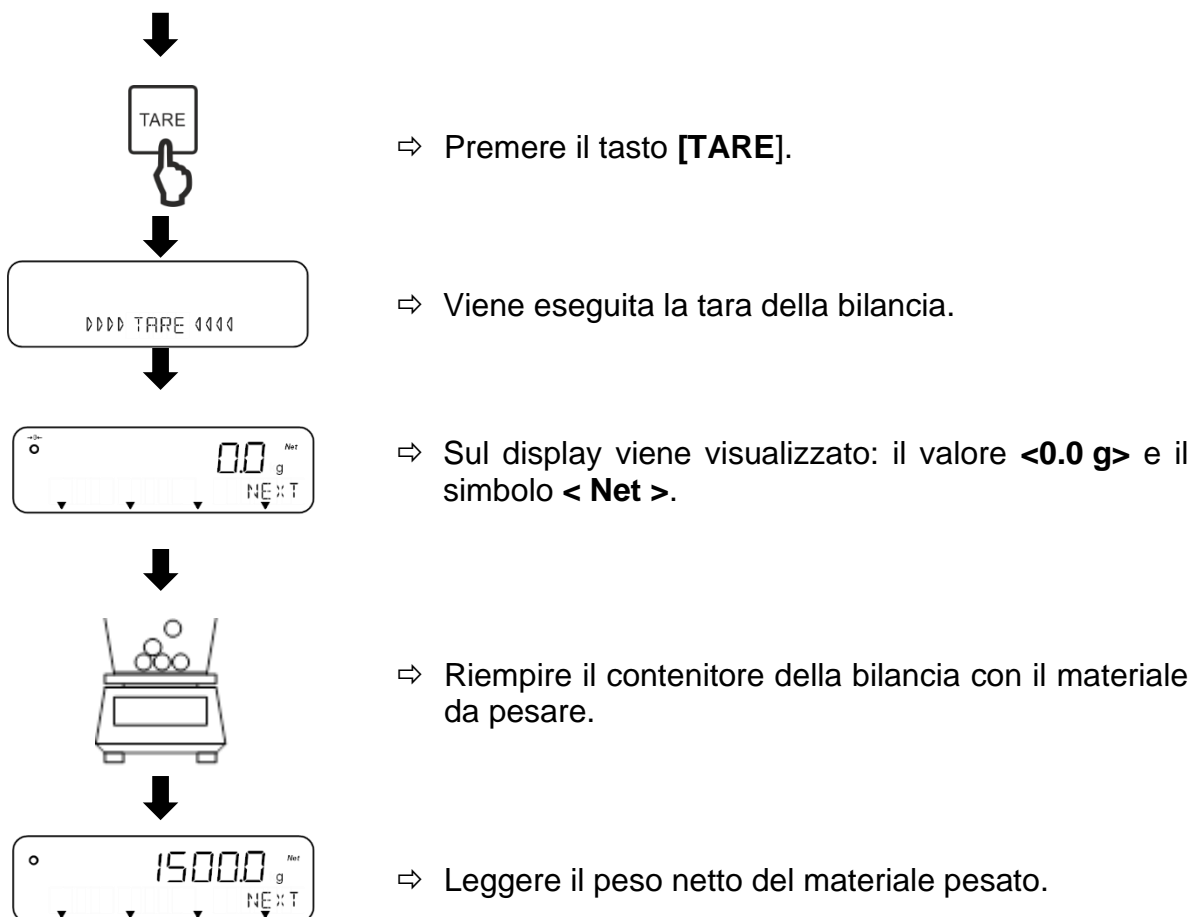 TARE
⇨ Premere il tasto [TARE].
TARE
⇨ Viene eseguita la tara della bilancia.
→0←
0.0 g Net
NEXT
⇨ Sul display viene visualizzato: il valore <0.0 g> e il
simbolo < Net >.
⇨ Riempire il contenitore della bilancia con il materiale
da pesare.
1500.0 g Net
NEXT
⇨ Leggere il peso netto del materiale pesato.